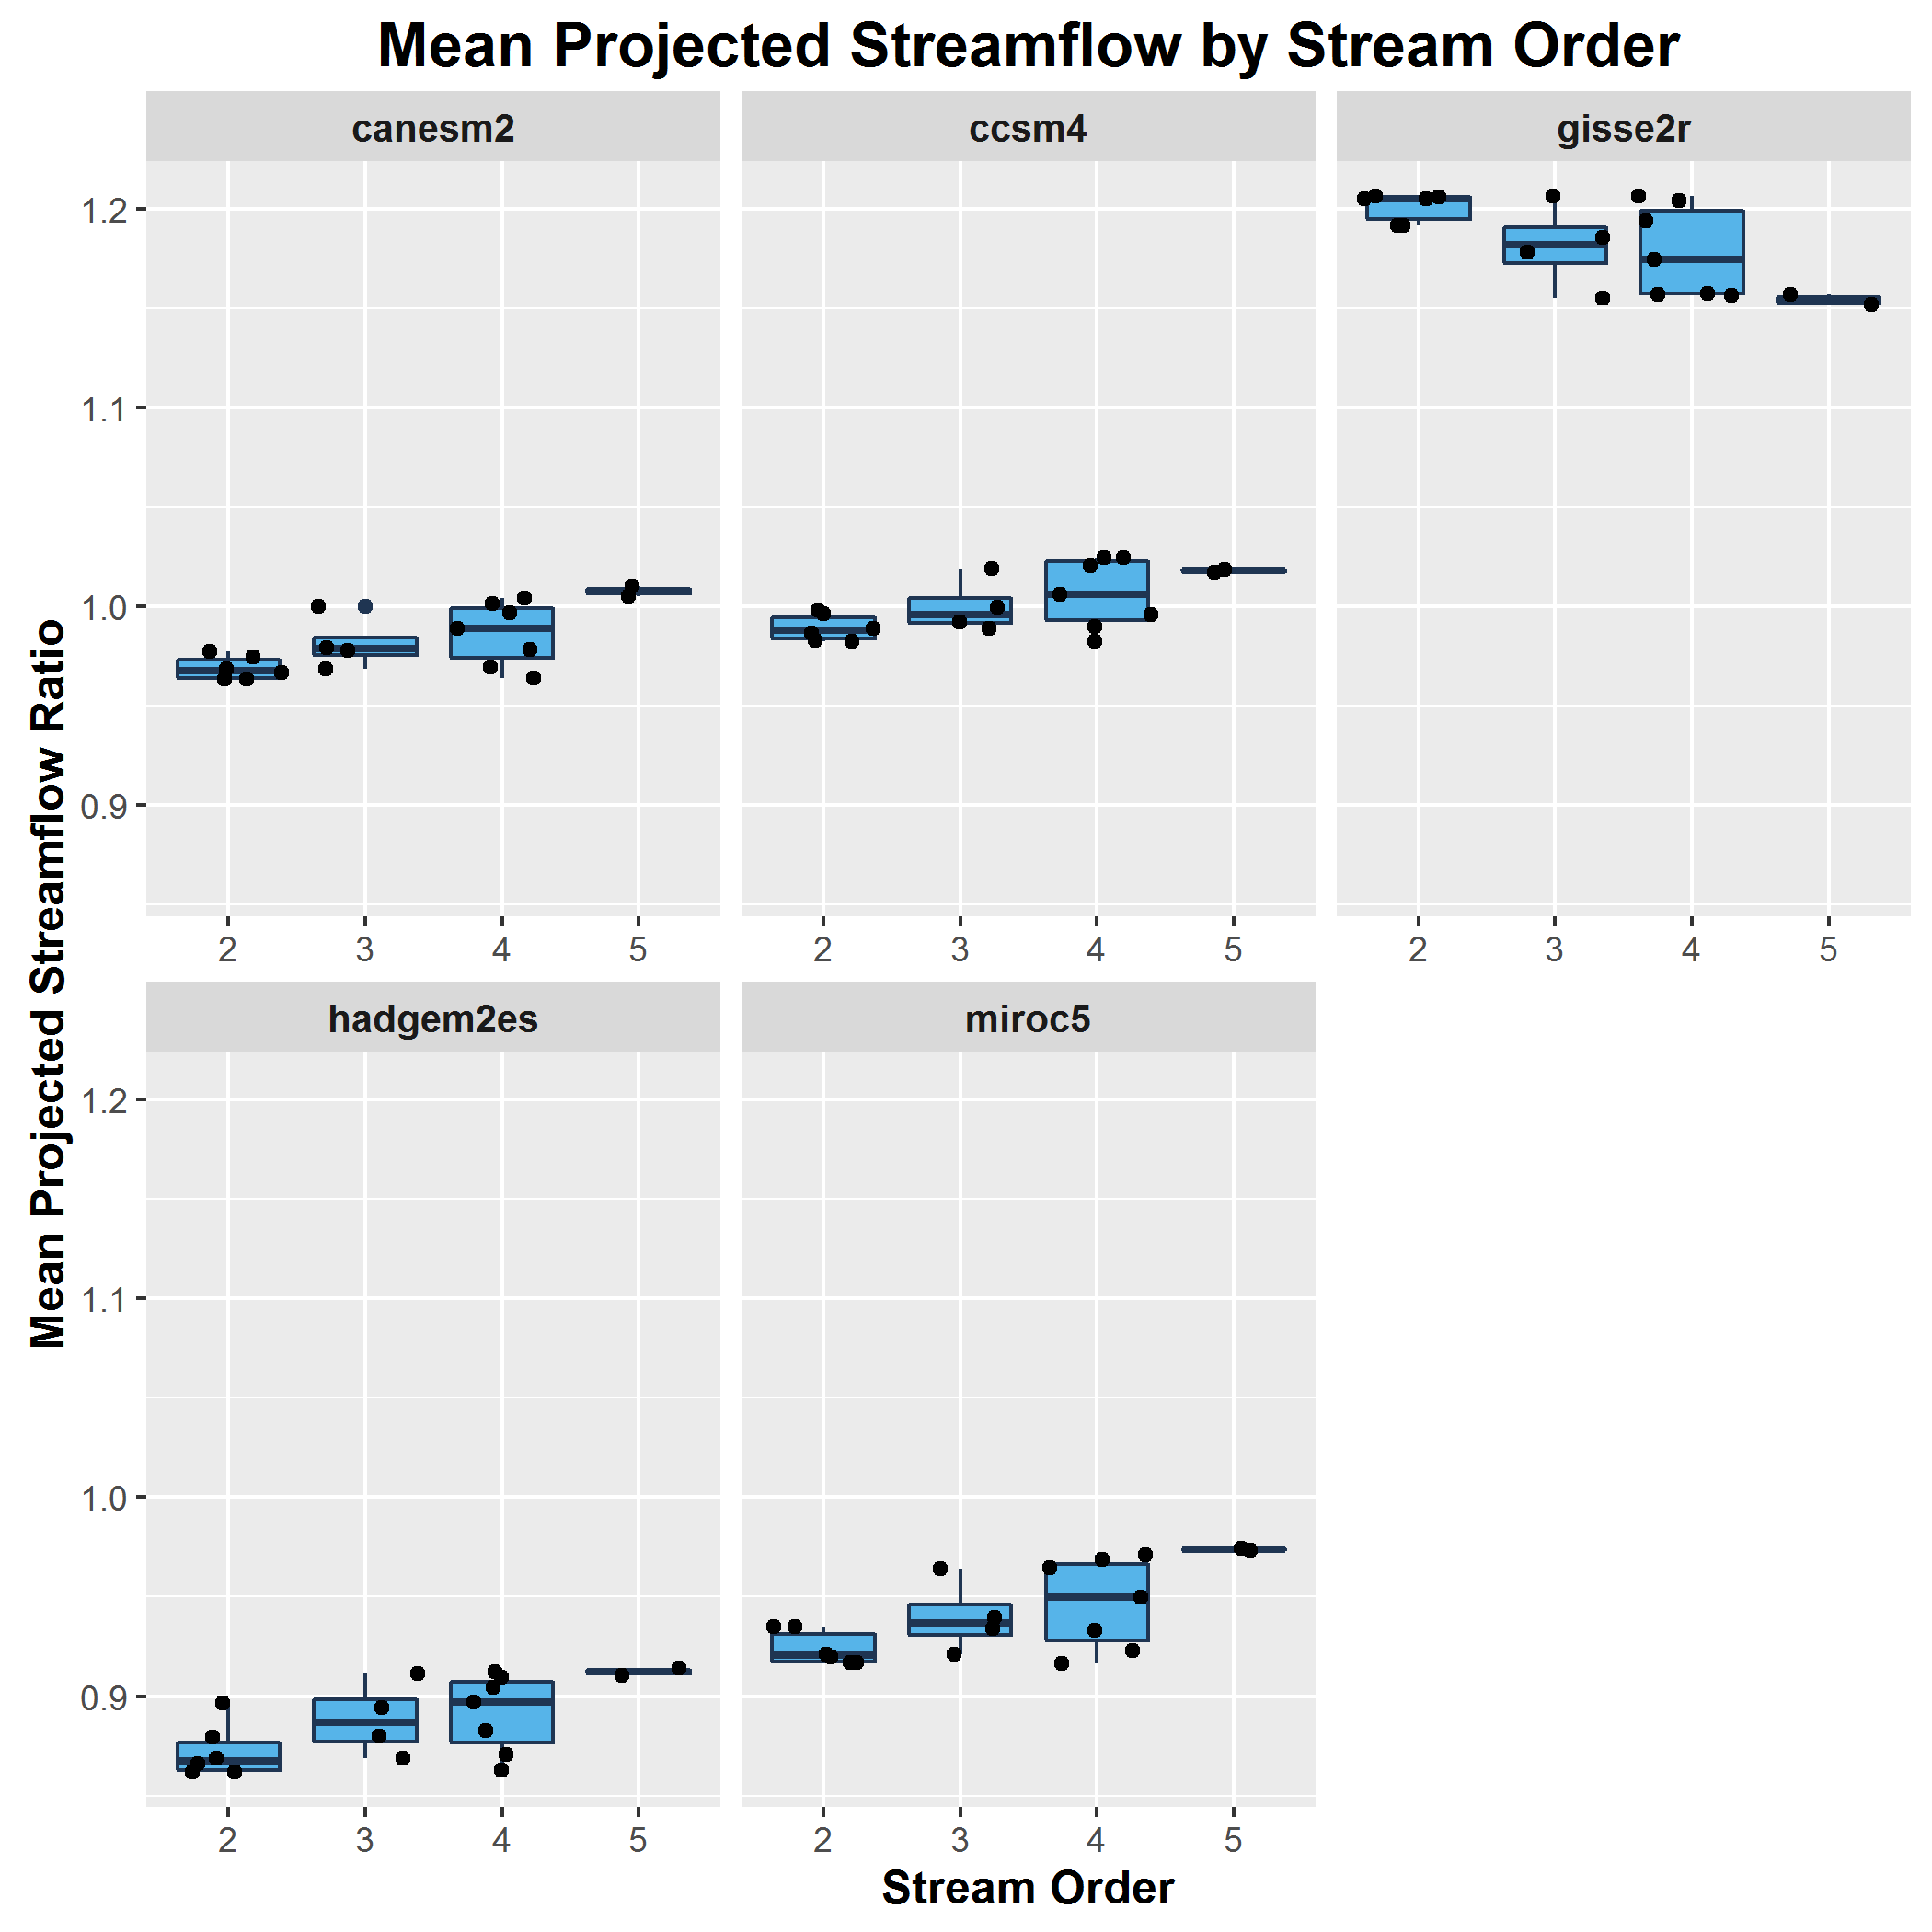 Mean Projected Streamflow by Stream Order
canesm2 ccsm4 gisse2r
1.2
1.1
1.0
0.9
2 3 4 5 2 3 4 5 2 3 4 5
Mean Projected Streamflow Ratio
hadgem2es miroc5
1.2
1.1
1.0
0.9
2 3 4 5 2 3 4 5
Stream Order